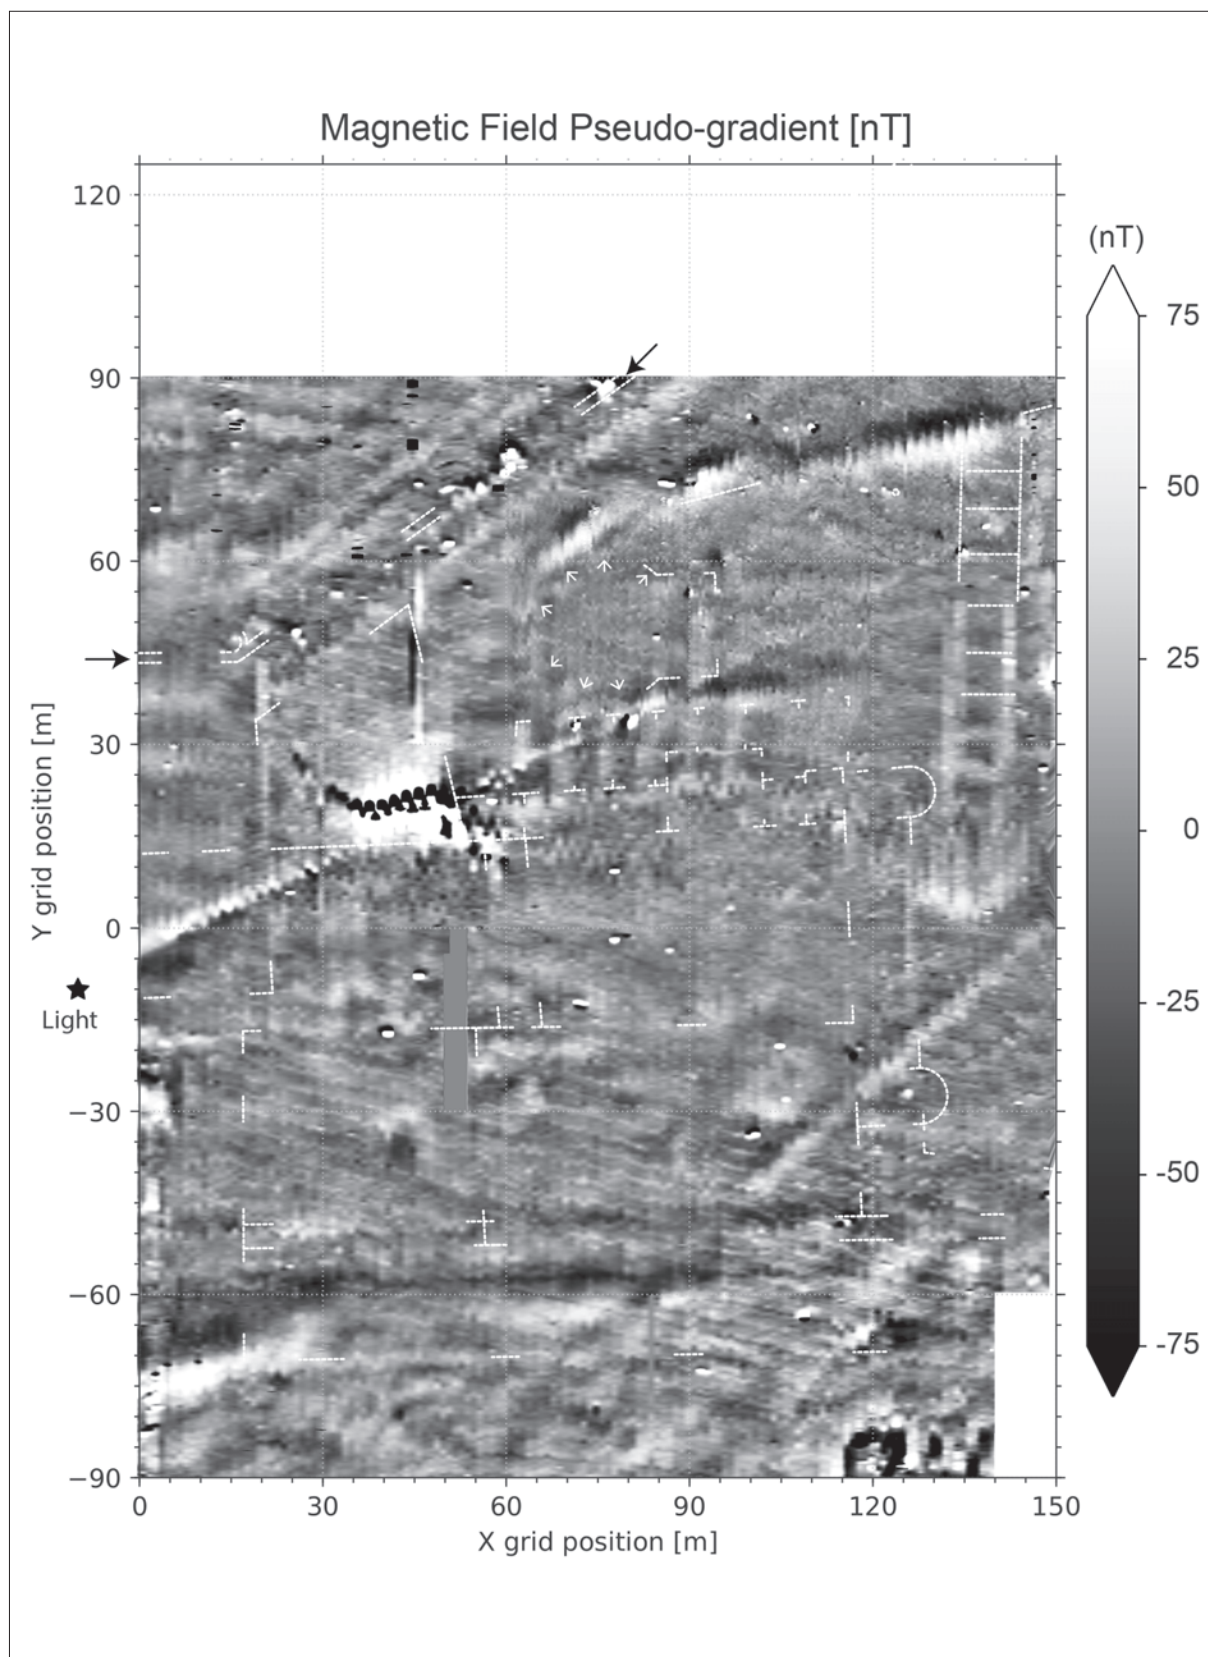 Magnetic Field Pseudo-gradient [nT]
(nT)
120
90
60
30
0
−30
−60
−90
Y grid position [m]
Light
75
50
25
0
-25
-50
-75
0 30 60 90 120 150
X grid position [m]